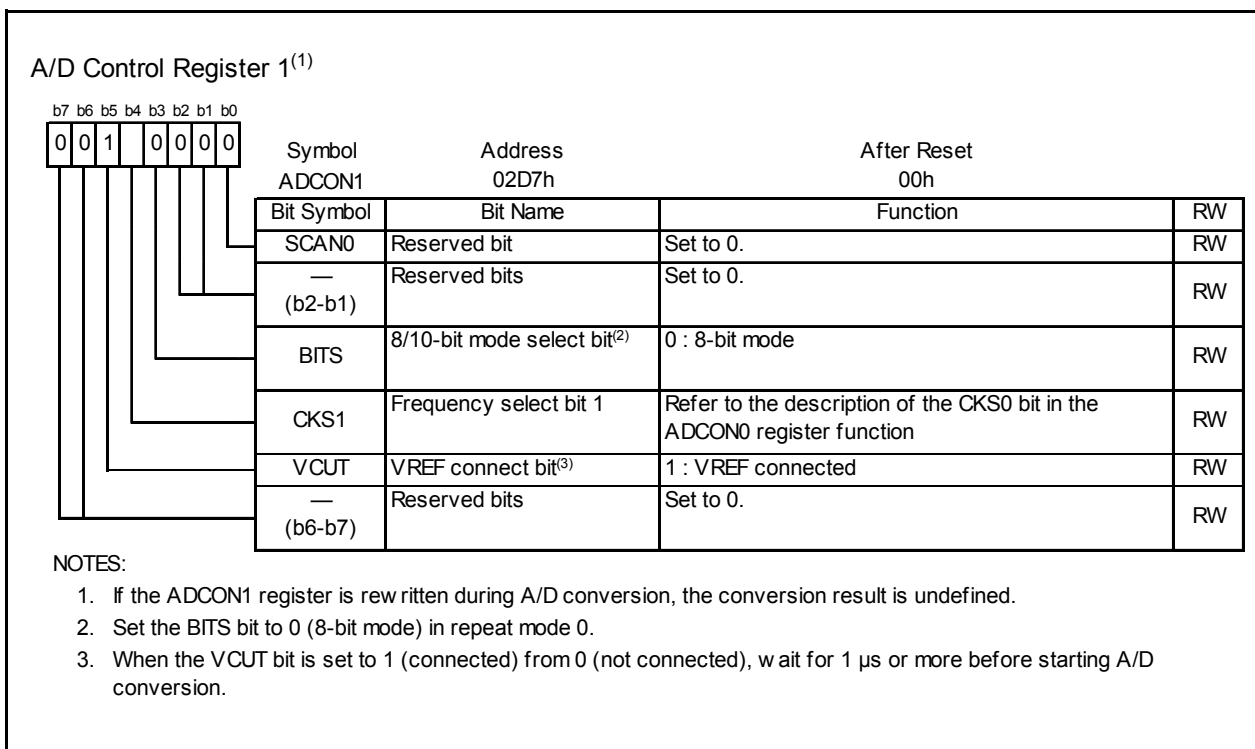 A/D Control Register 1(1)
b7 b6 b5 b4 b3 b2 b1 b0
0 0 1 0 0 0 0
Symbol Address After Reset
ADCON1 02D7h 00h
Bit Symbol Bit Name Function RW
SCAN0 Reserved bit Set to 0. RW
— (b2-b1) Reserved bits Set to 0. RW
BITS 8/10-bit mode select bit(2) 0 : 8-bit mode RW
CKS1 Frequency select bit 1 Refer to the description of the CKS0 bit in the
ADCON0 register function RW
VCUT VREF connect bit(3) 1 : VREF connected RW
— (b6-b7) Reserved bits Set to 0. RW
NOTES:
1. If the ADCON1 register is rewritten during A/D conversion, the conversion result is undefined.
2. Set the BITS bit to 0 (8-bit mode) in repeat mode 0.
3. When the VCUT bit is set to 1 (connected) from 0 (not connected), wait for 1 µs or more before starting A/D
conversion.